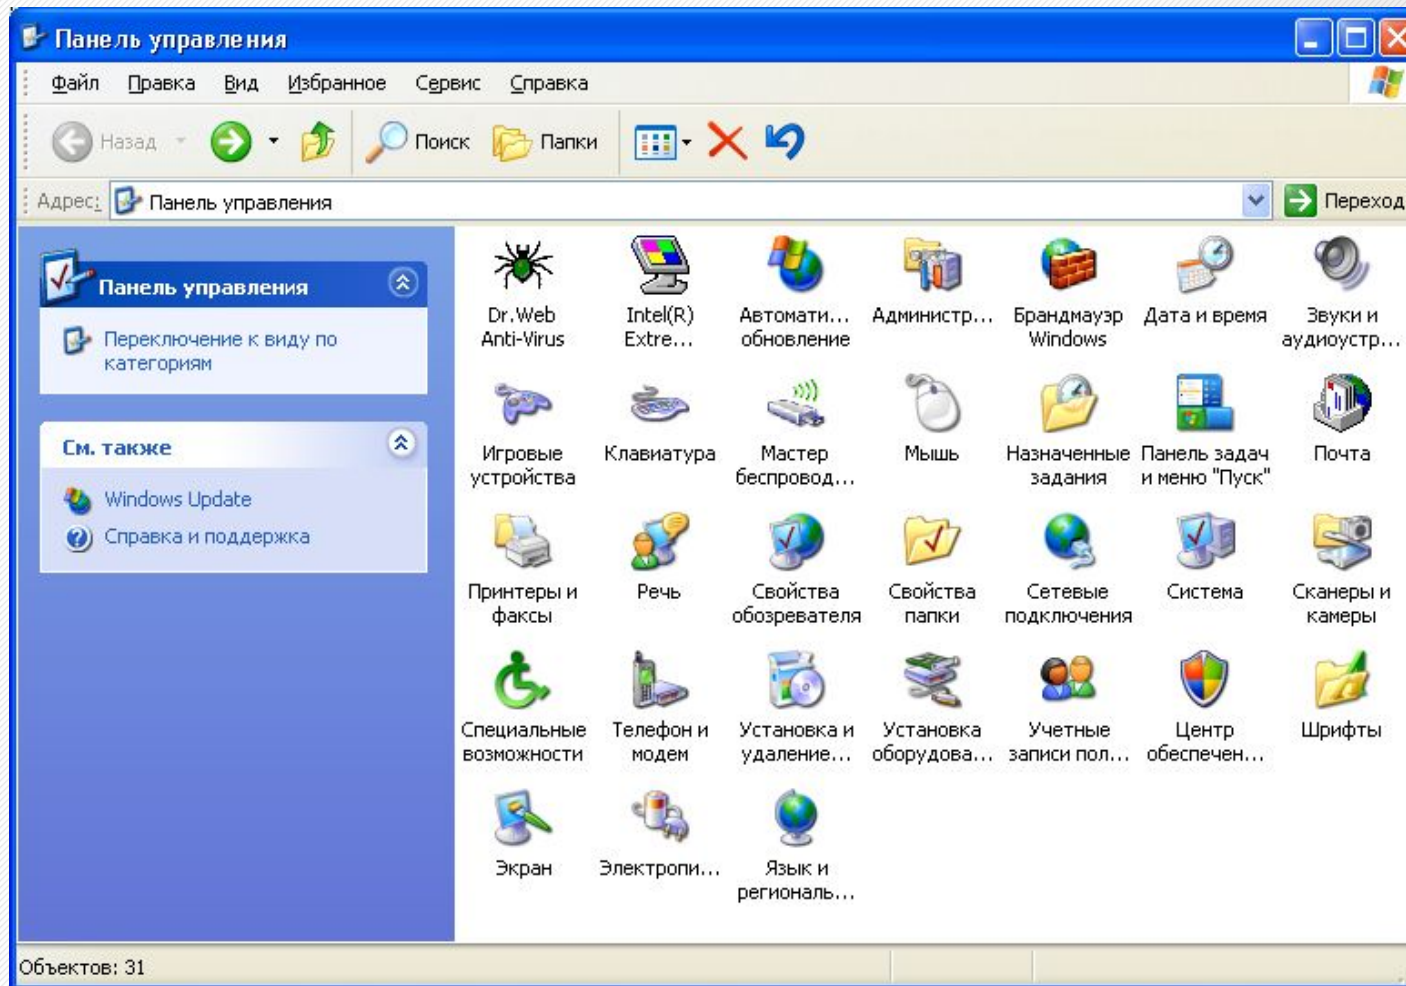 Панель управления
Файл Правка Вид Избранное Сервис Справка
Назад Поиск Папки
Адрес: Панель управления Переход
Панель управления
Переключение к виду по
категориям
См. также
Windows Update
Справка и поддержка
Dr.Web
Anti-Virus
Intel(R)
Extre...
Автомати...
обновление
Администр...
Брандмауэр
Windows
Дата и время
Звуки и
аудиоустр...
Игровые
устройства
Клавиатура
Мастер
беспровод...
Мышь
Назначенные
задания
Панель задач
и меню "Пуск"
Почта
Принтеры и
факсы
Речь
Свойства
обозревателя
Свойства
папки
Сетевые
подключения
Система
Сканеры и
камеры
Специальные
возможности
Телефон и
модем
Установка и
удаление...
Установка
оборудова...
Учетные
записи пол...
Центр
обеспечен...
Шрифты
Экран
Электропи...
Язык и
региональ...
Объектов: 31